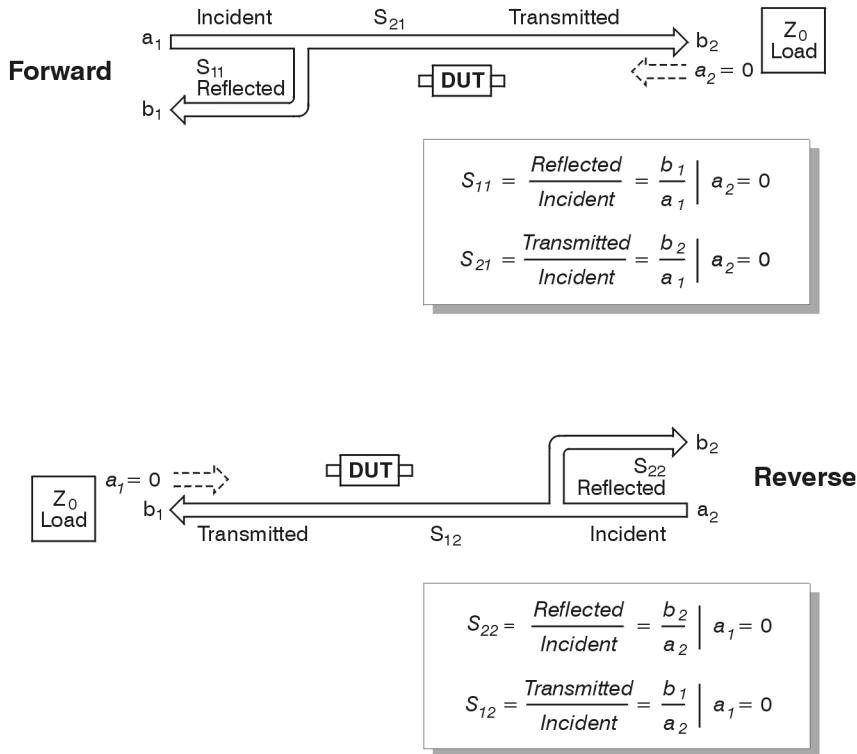 Incident S21 Transmitted
a1 b2
Z0
Load
Forward
S11
Reflected
a2 = 0
DUT
b1
S11 = Reflected / Incident = b1 / a1 | a2 = 0
S21 = Transmitted / Incident = b2 / a1 | a2 = 0
b2
DUT
S22
Reflected
Reverse
a1 = 0
Z0
Load
b1 a2
Transmitted S12 Incident
S22 = Reflected / Incident = b2 / a2 | a1 = 0
S12 = Transmitted / Incident = b1 / a2 | a1 = 0